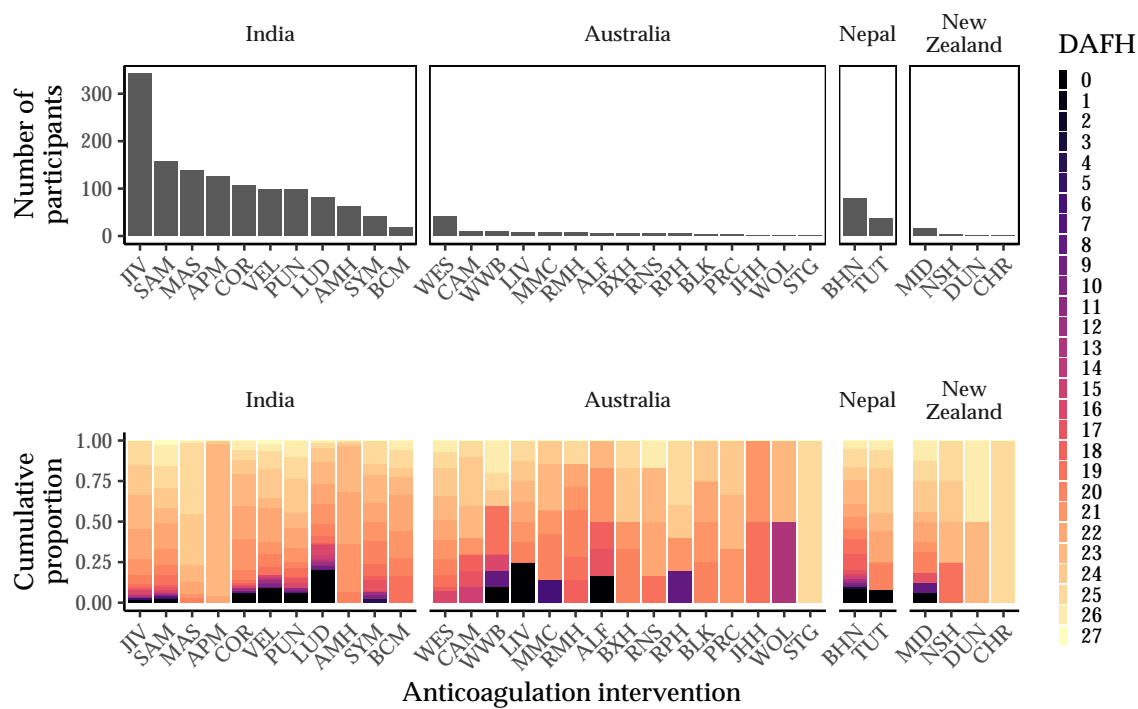 India
Australia
Nepal
New
Zealand
DAFH
Number of
participants
300
200
100
0
JIV
SAM
MAS
APM
COR
VEL
PUN
LUD
AMH
SYM
BCM
WES
CAM
WWB
LIV
MMC
RMH
ALF
BXH
RNS
RPH
BLK
PRC
JHH
WOL
STG
BHN
TUT
MID
NSH
DUN
CHR
0
1
2
3
4
5
6
7
8
9
10
11
12
13
14
15
16
17
18
19
20
21
22
23
24
25
26
27
India
Australia
Nepal
New
Zealand
Cumulative
proportion
1.00
0.75
0.50
0.25
0.00
JIV
SAM
MAS
APM
COR
VEL
PUN
LUD
AMH
SYM
BCM
WES
CAM
WWB
LIV
MMC
RMH
ALF
BXH
RNS
RPH
BLK
PRC
JHH
WOL
STG
BHN
TUT
MID
NSH
DUN
CHR
Anticoagulation intervention